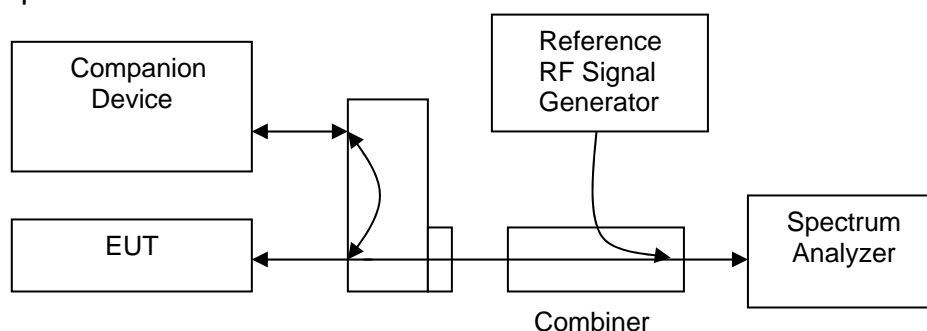 Companion
Device
Reference
RF Signal
Generator
EUT
Spectrum
Analyzer
Combiner